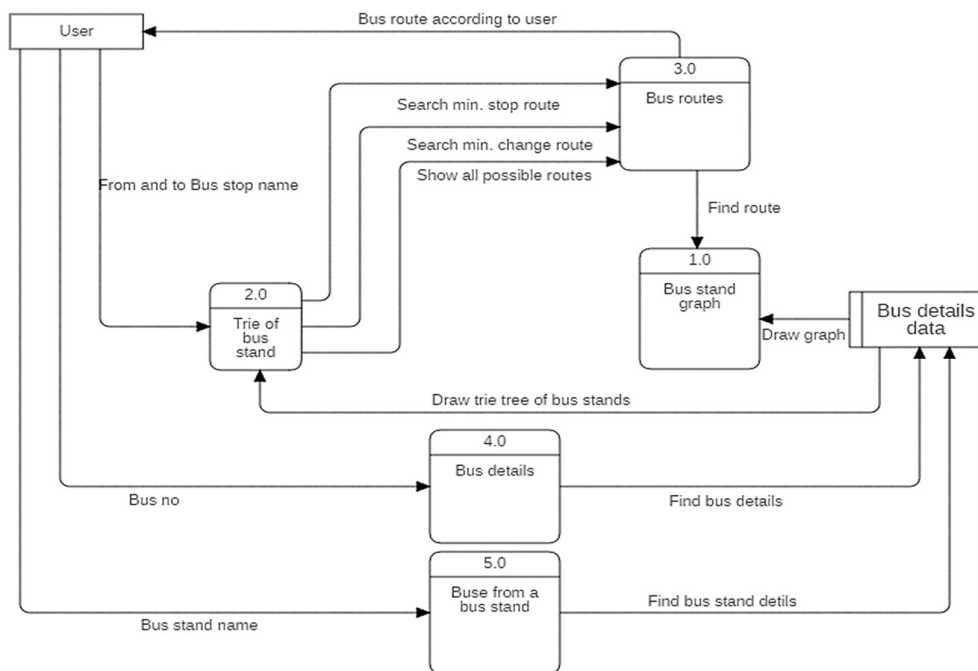 Bus route according to user
User
3.0
Bus routes
Search min. stop route
Search min. change route
Show all possible routes
From and to Bus stop name
Find route
1.0
Bus stand
graph
2.0
Trie of
bus
stand
Bus details
data
Draw graph
Draw trie tree of bus stands
4.0
Bus details
Bus no
Find bus details
5.0
Buse from a
bus stand
Find bus stand detils
Bus stand name